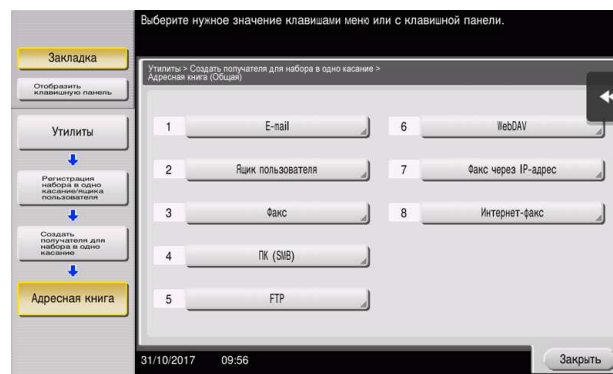 Выберите нужное значение клавишами меню или с клавишной панели.
Закладка
Отобразить
клавишную панель
Утилиты
Регистрация
набора в одно
касание/ящика
пользователя
Создать
получателя для
набора в одно
касание
Адресная книга
Утилиты > Создать получателя для набора в одно касание >
Адресная книга (Общая)
1 E-mail
6 WebDAV
2 Ящик пользователя
7 Факс через IP-адрес
3 Факс
8 Интернет-факс
4 ПК (SMB)
5 FTP
31/10/2017 09:56
Закрыть